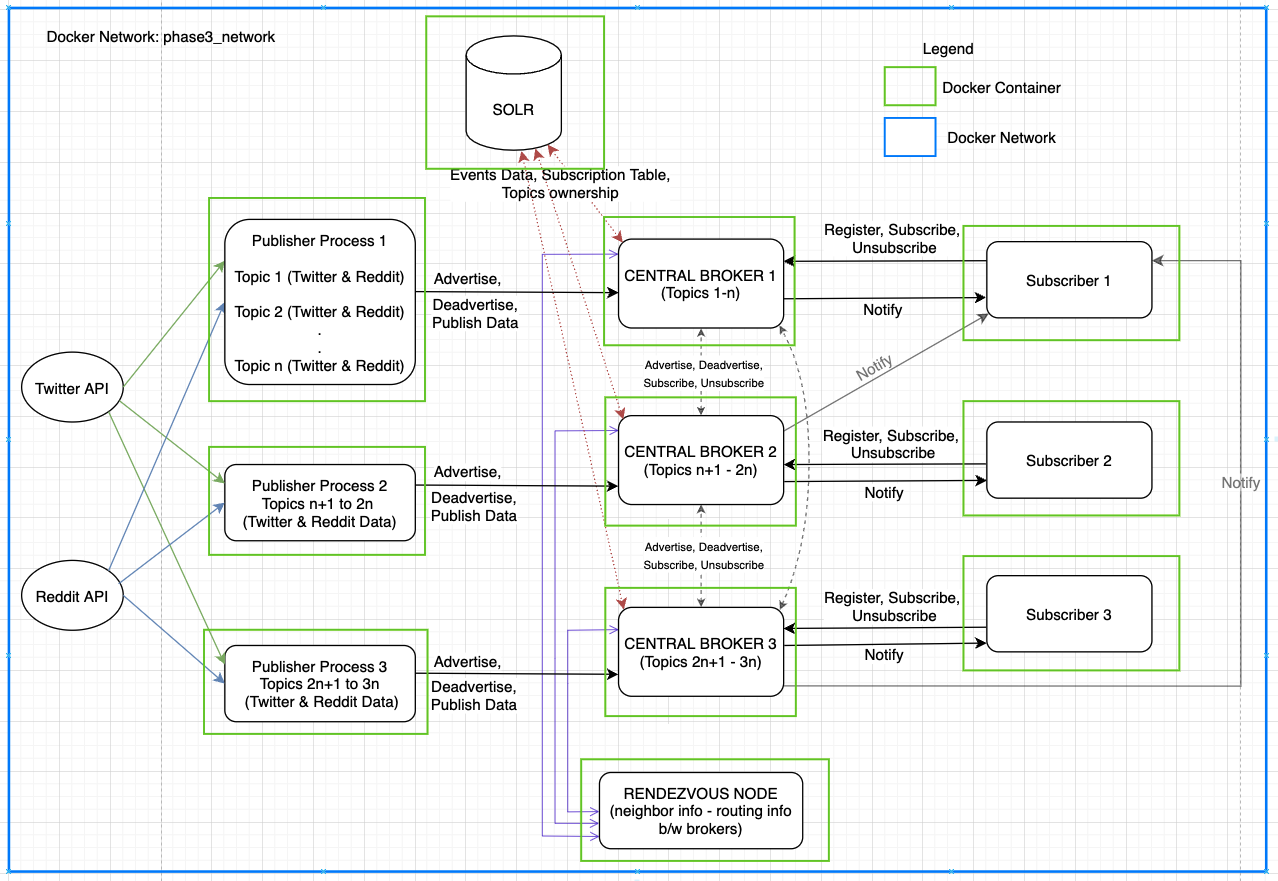 Docker Network: phase3_network
Legend
Docker Container
Docker Network
SOLR
Events Data, Subscription Table,
Topics ownership
Publisher Process 1
Topic 1 (Twitter & Reddit)
Topic 2 (Twitter & Reddit)
.
.
Topic n (Twitter & Reddit)
Advertise,
Deadvertise,
Publish Data
CENTRAL BROKER 1
(Topics 1-n)
Register, Subscribe,
Unsubscribe
Notify
Subscriber 1
Twitter API
Advertise, Deadvertise,
Subscribe, Unsubscribe
Notify
Publisher Process 2
Topics n+1 to 2n
(Twitter & Reddit Data)
Advertise,
Deadvertise,
Publish Data
CENTRAL BROKER 2
(Topics n+1 - 2n)
Register, Subscribe,
Unsubscribe
Notify
Subscriber 2
Notify
Reddit API
Advertise, Deadvertise,
Subscribe, Unsubscribe
Publisher Process 3
Topics 2n+1 to 3n
(Twitter & Reddit Data)
Advertise,
Deadvertise,
Publish Data
CENTRAL BROKER 3
(Topics 2n+1 - 3n)
Register, Subscribe,
Unsubscribe
Notify
Subscriber 3
RENDEZVOUS NODE
(neighbor info - routing info
b/w brokers)